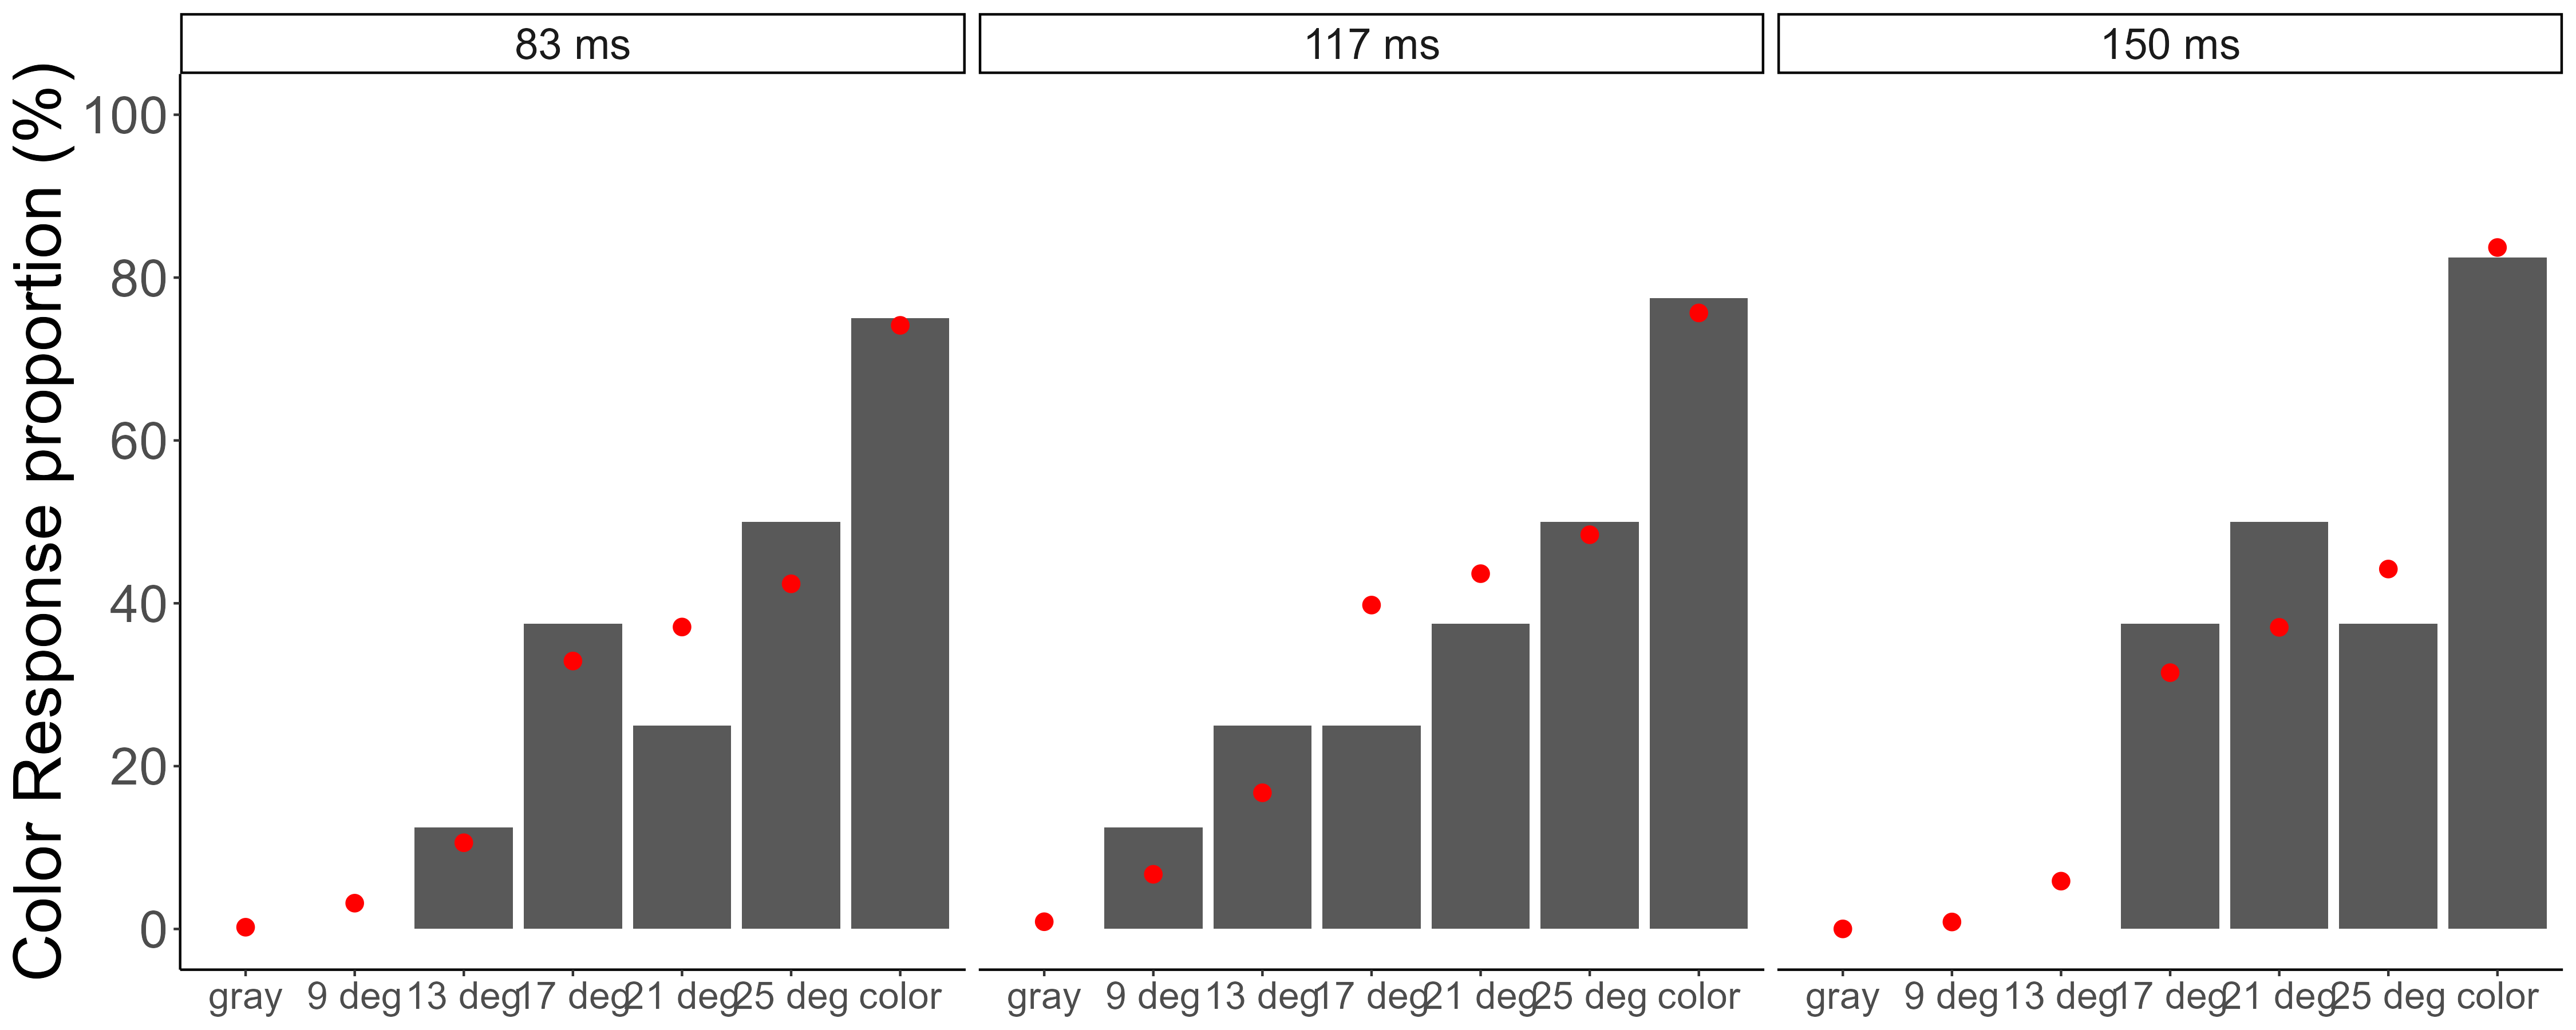 83 ms
117 ms
150 ms
Color Response proportion (%)
100
80
60
40
20
0
gray 9 deg 13 deg 17 deg 21 deg 25 deg color
gray 9 deg 13 deg 17 deg 21 deg 25 deg color
gray 9 deg 13 deg 17 deg 21 deg 25 deg color